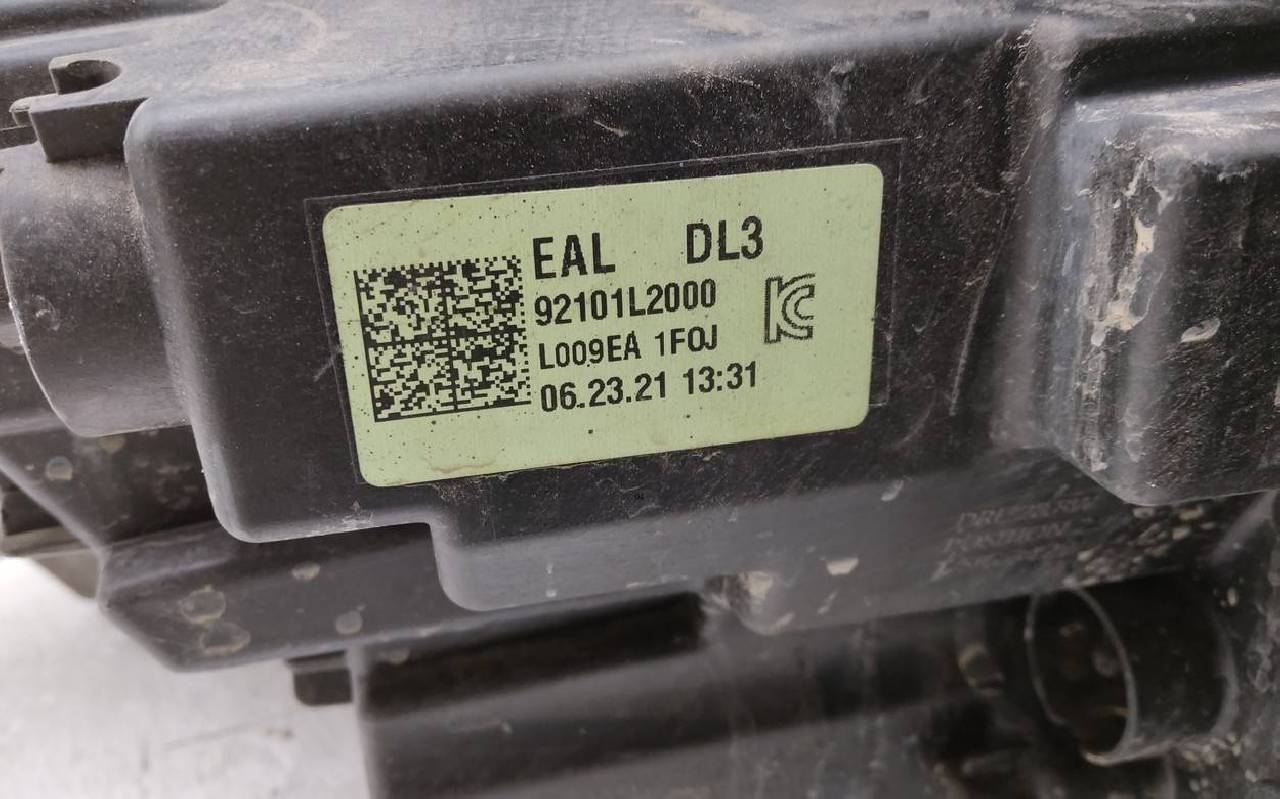 EAL DL3
92101L2000
L009EA 1F0J
06.23.21 13:31